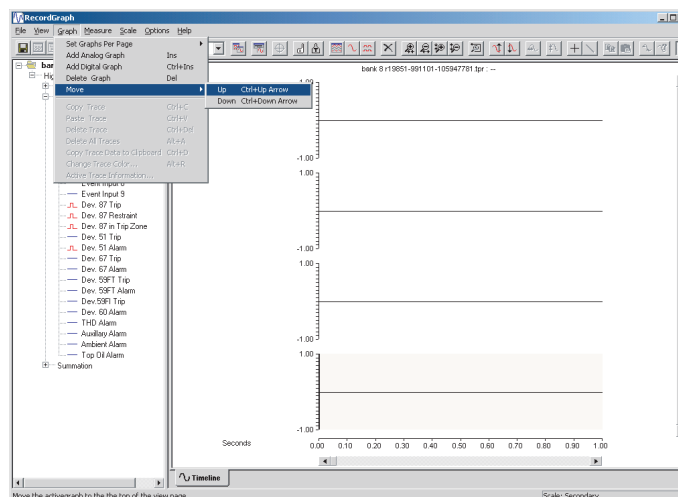 RecordGraph
File View Graph Measure Scale Options Help
Set Graphs Per Page
Add Analog Graph Ins
Add Digital Graph Ctrl+Ins
Delete Graph Del
Move
Up Ctrl+Up Arrow
Down Ctrl+Down Arrow
Copy Trace Ctrl+C
Paste Trace Ctrl+V
Delete Trace Ctrl+Del
Delete All Traces Alt+A
Copy Trace Data to Clipboard Ctrl+D
Change Trace Color... Alt+R
Active Trace Information...
Event Input 9
Dev. 87 Trip
Dev. 87 Restraint
Dev. 87 in Trip Zone
Dev. 51 Trip
Dev. 51 Alarm
Dev. 67 Trip
Dev. 67 Alarm
Dev. 59FT Trip
Dev. 59FT Alarm
Dev.59FI Trip
Dev. 60 Alarm
THD Alarm
Auxillary Alarm
Ambient Alarm
Top Oil Alarm
Summation
bank 8 r19851-991101-105947781.tpr : --
-1.00
1.00
-1.00
1.00
-1.00
1.00
-1.00
Seconds
0.00 0.10 0.20 0.30 0.40 0.50 0.60 0.70 0.80 0.90 1.00
Timeline
Move the activegraph to the the top of the view page
Scale: Secondary